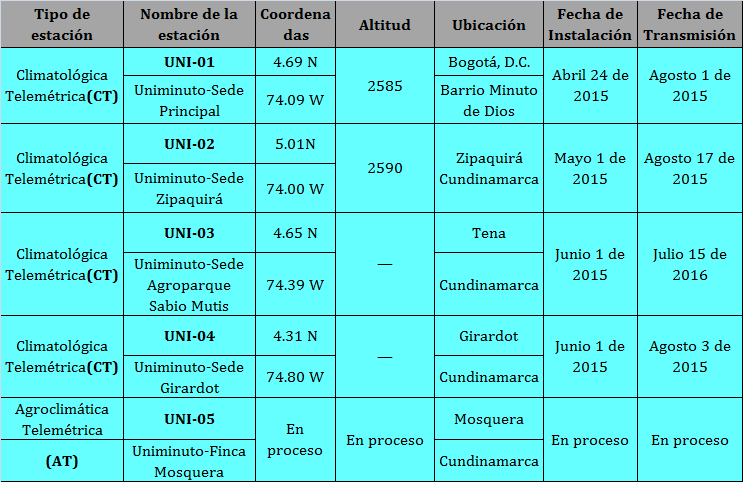 Tipo de
estación
Nombre de la
estación
Coordena
das
Altitud
Ubicación
Fecha de
Instalación
Fecha de
Transmisión
Climatológica
Telemétrica(CT)
UNI-01
Uniminuto-Sede
Principal
4.69 N
74.09 W
2585
Bogotá, D.C.
Barrio Minuto
de Dios
Abril 24 de
2015
Agosto 1 de
2015
Climatológica
Telemétrica(CT)
UNI-02
Uniminuto-Sede
Zipaquirá
5.01N
74.00 W
2590
Zipaquirá
Cundinamarca
Mayo 1 de
2015
Agosto 17 de
2015
Climatológica
Telemétrica(CT)
UNI-03
Uniminuto-Sede
Agroparque
Sabio Mutis
4.65 N
74.39 W
—
Tena
Cundinamarca
Junio 1 de
2015
Julio 15 de
2016
Climatológica
Telemétrica(CT)
UNI-04
Uniminuto-Sede
Girardot
4.31 N
74.80 W
—
Girardot
Cundinamarca
Junio 1 de
2015
Agosto 3 de
2015
Agroclimática
Telemétrica
(AT)
UNI-05
Uniminuto-Finca
Mosquera
En
proceso
En proceso
Mosquera
Cundinamarca
En proceso
En proceso